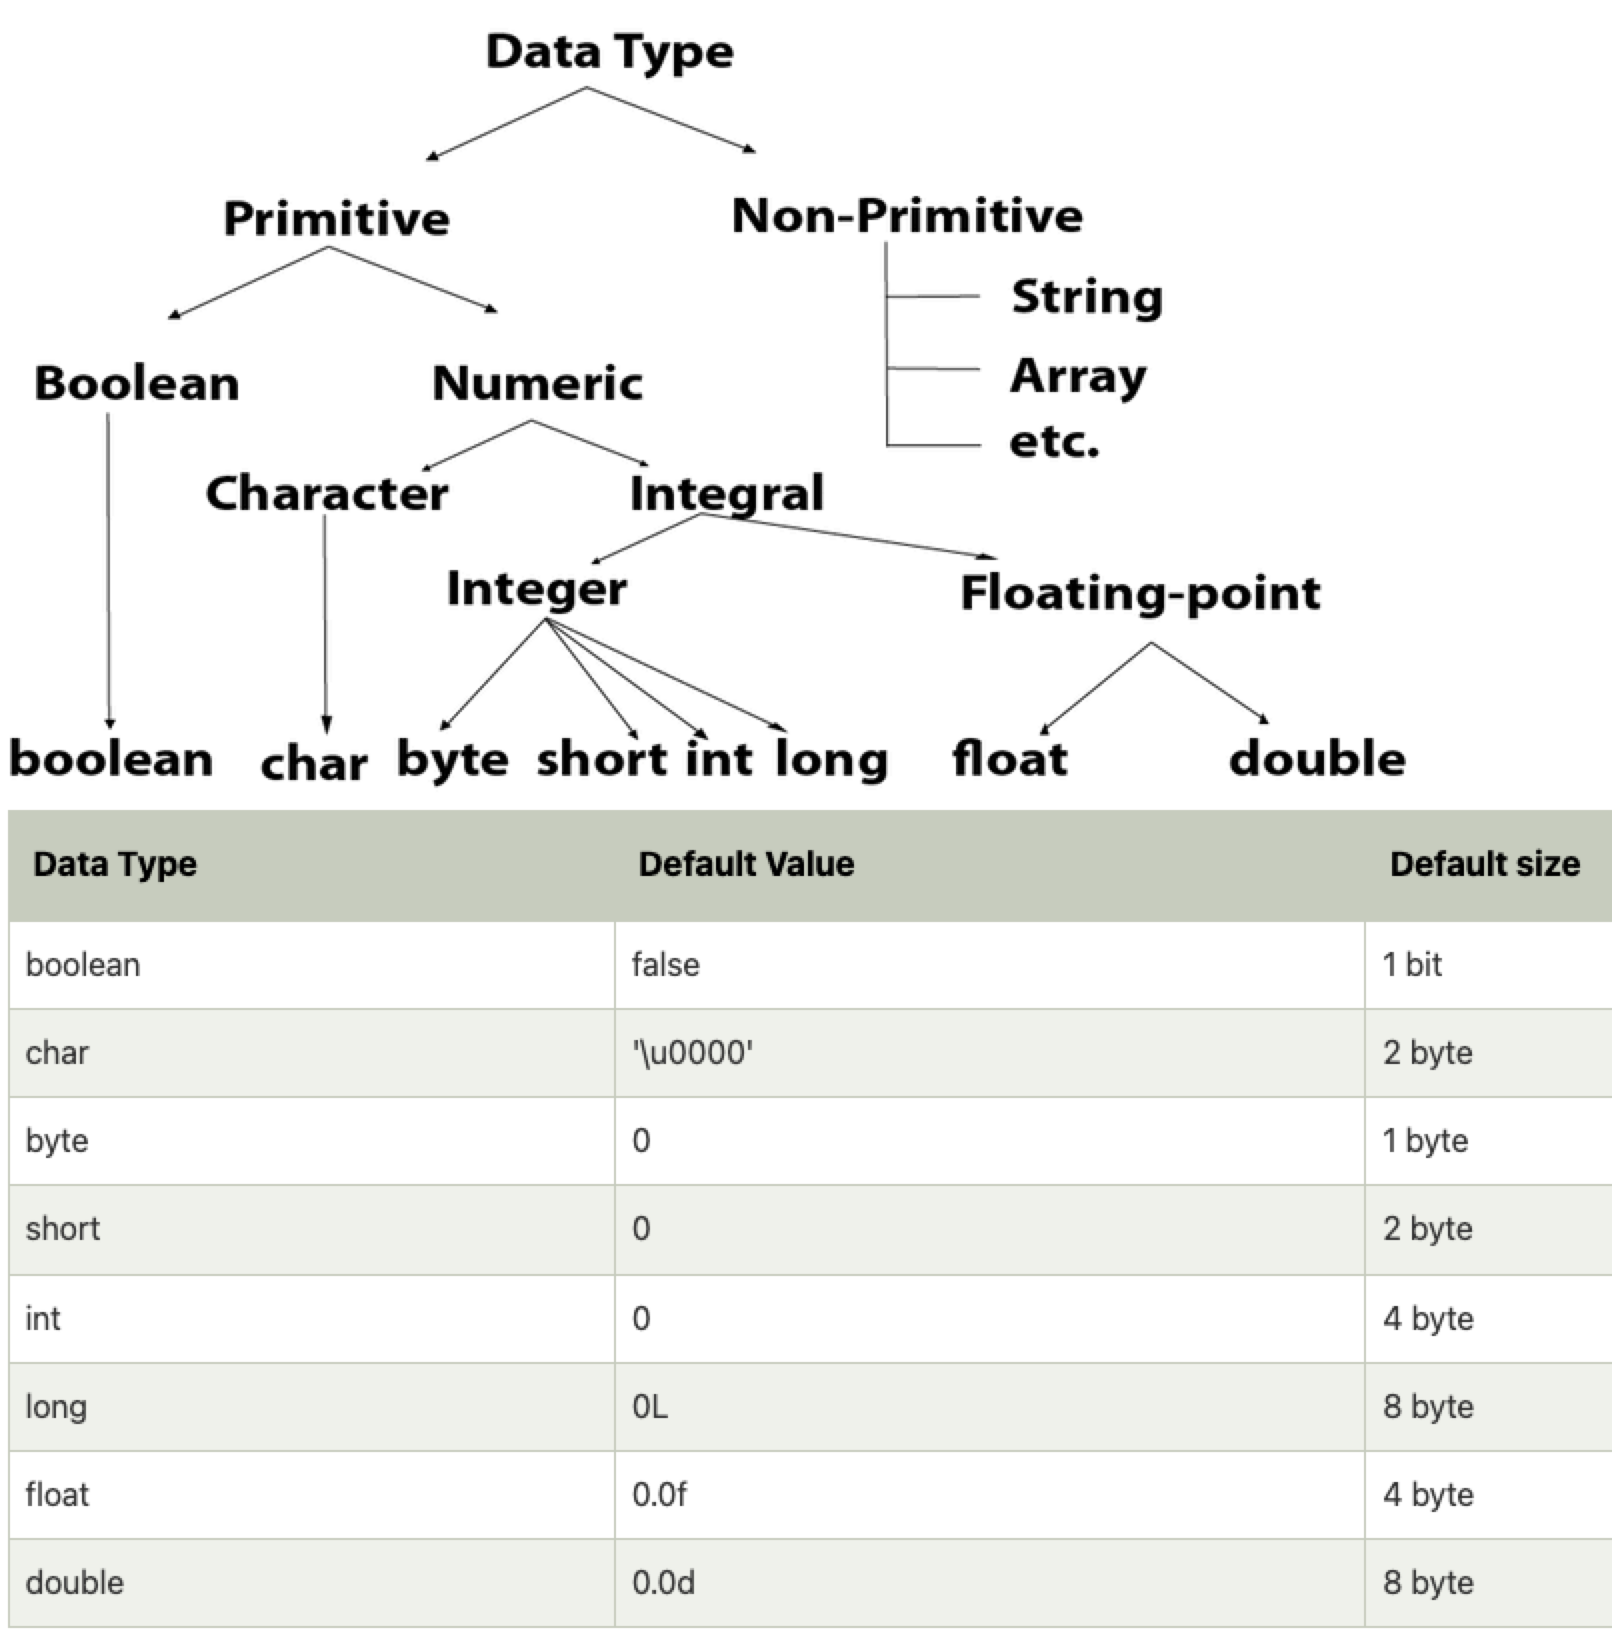 Data Type
Primitive
Non-Primitive
String
Array
etc.
Boolean
Numeric
Character
Integral
Integer
Floating-point
boolean char byte short int long float double
Data Type Default Value Default size
boolean false 1 bit
char '\u0000' 2 byte
byte 0 1 byte
short 0 2 byte
int 0 4 byte
long 0L 8 byte
float 0.0f 4 byte
double 0.0d 8 byte